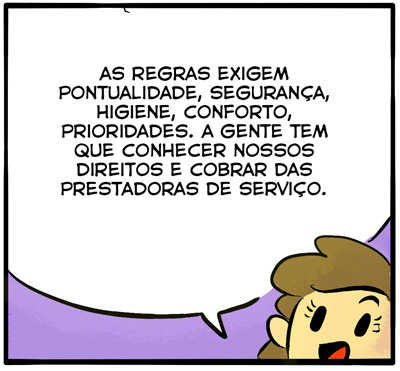 AS REGRAS EXIGEM
PONTUALIDADE, SEGURANÇA,
HIGIENE, CONFORTO,
PRIORIDADES. A GENTE TEM
QUE CONHECER NOSSOS
DIREITOS E COBRAR DAS
PRESTADORAS DE SERVIÇO.